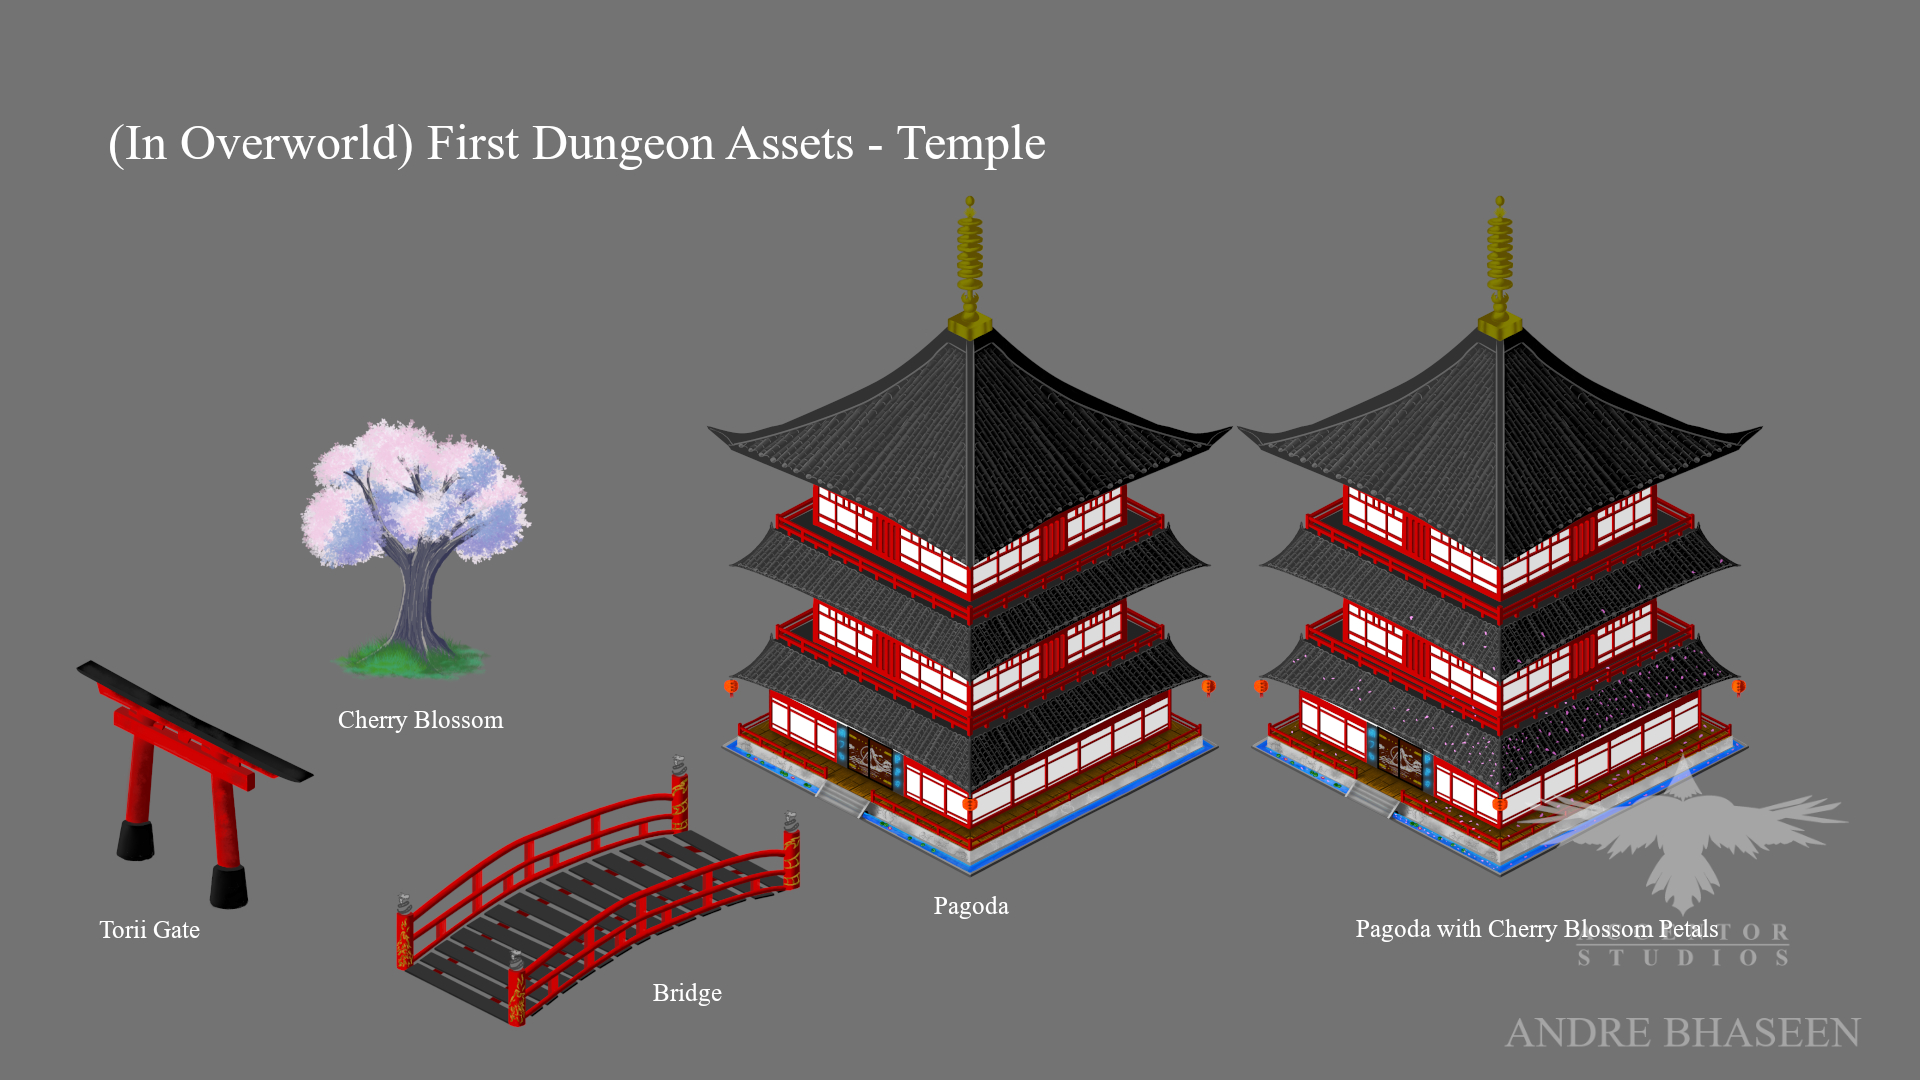 (In Overworld) First Dungeon Assets - Temple
Cherry Blossom
Torii Gate
Bridge
Pagoda
Pagoda with Cherry Blossom Petals
STUDIOS
ANDRE BHASEEN